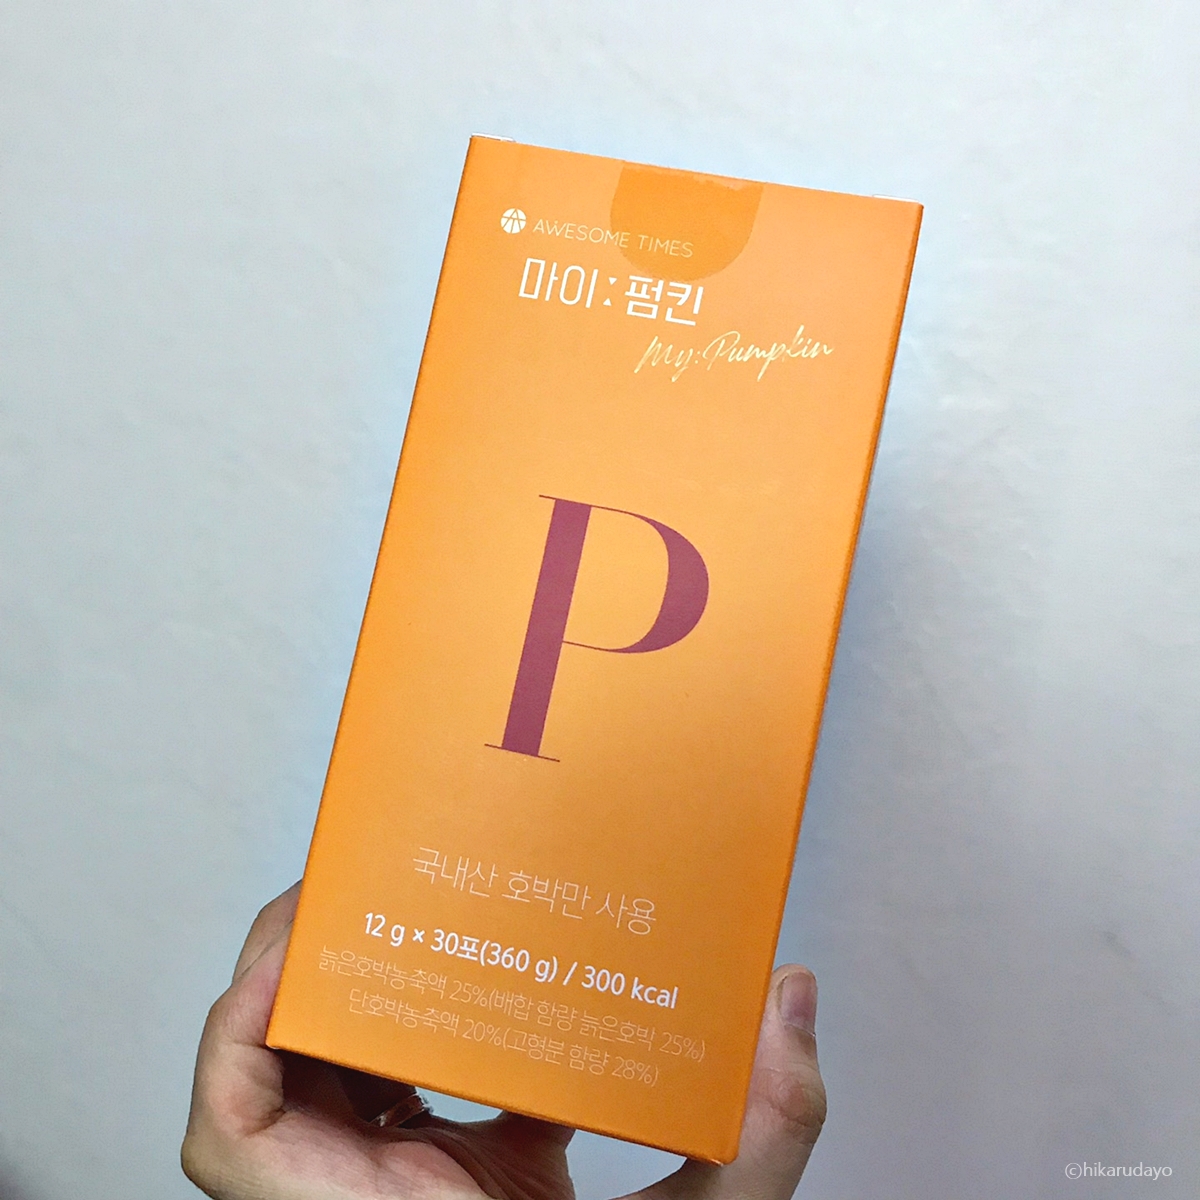 AWESOME TIMES
마이:펌킨
My:Pumpkin
P
국내산 호박만 사용
12 g × 30포(360 g) / 300 kcal
늙은호박농축액 25%(배합 함량 늙은호박 25%)
단호박농축액 20%(고형분 함량 28%)
©hikarudayo